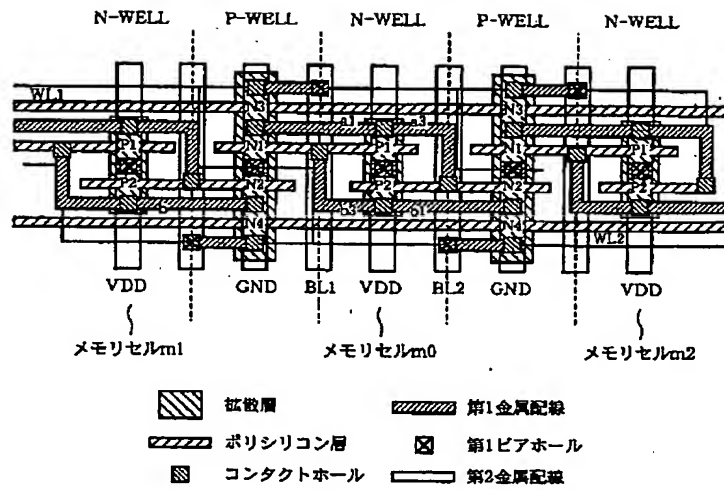 N-WELL P-WELL N-WELL P-WELL N-WELL
WL1 N3 N3
a1 a3
P1 N1 P1 N1 P1
P2 N2 P2 N2 P2
b b3 b1
N4 N4
WL2
VDD GND BL1 VDD BL2 GND VDD
メモリセルm1 メモリセルm0 メモリセルm2
拡散層 第1金属配線
ポリシリコン層 第1ビアホール
コンタクトホール 第2金属配線